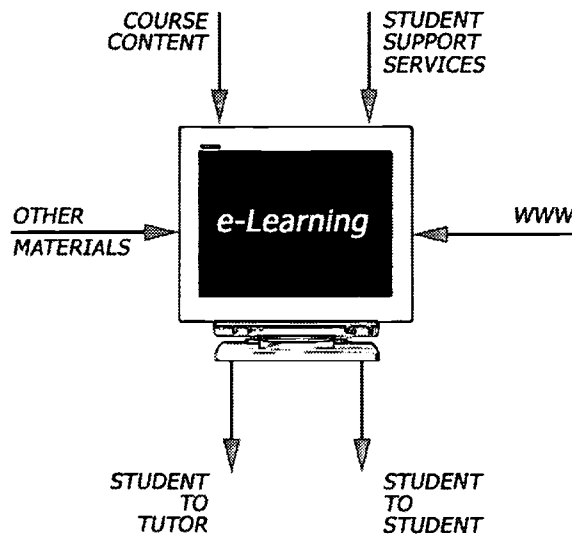 COURSE
CONTENT
STUDENT
SUPPORT
SERVICES
OTHER
MATERIALS
e-Learning
WWW
STUDENT
TO
TUTOR
STUDENT
TO
STUDENT